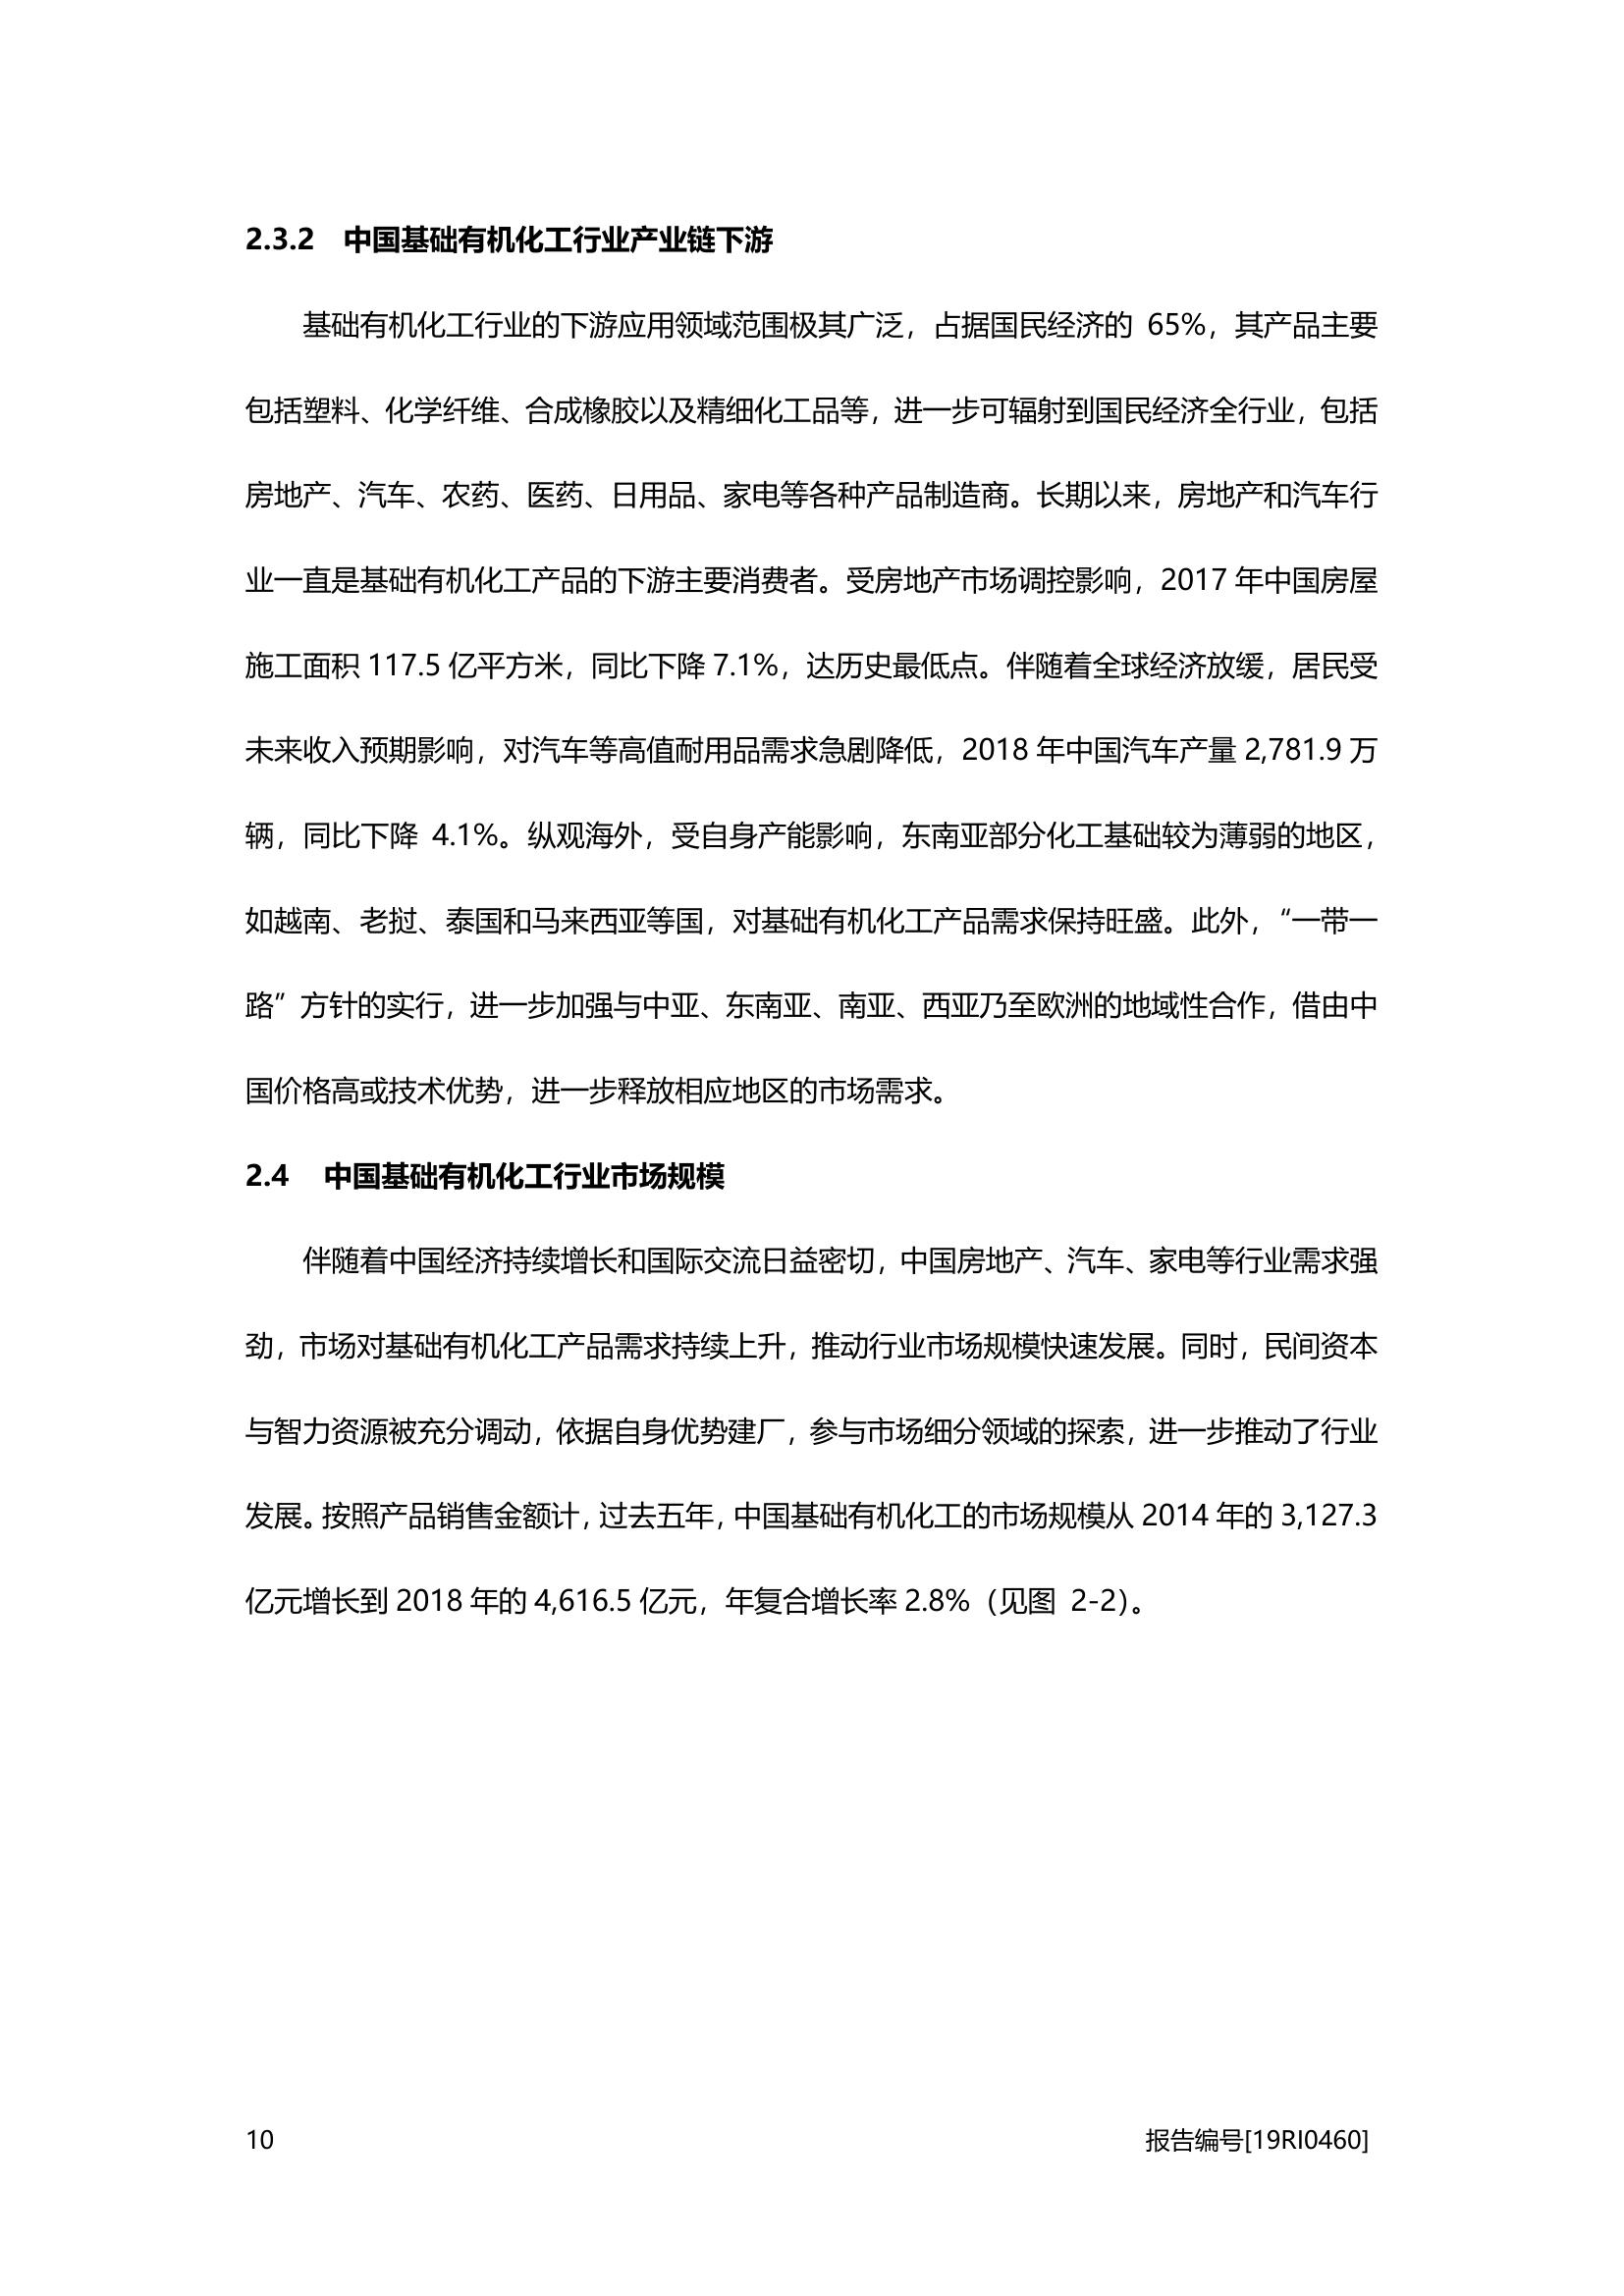 2.3.2 中国基础有机化工行业产业链下游
基础有机化工行业的下游应用领域范围极其广泛，占据国民经济的 65%，其产品主要
包括塑料、化学纤维、合成橡胶以及精细化工品等，进一步可辐射到国民经济全行业，包括
房地产、汽车、农药、医药、日用品、家电等各种产品制造商。长期以来，房地产和汽车行
业一直是基础有机化工产品的下游主要消费者。受房地产市场调控影响，2017 年中国房屋
施工面积 117.5 亿平方米，同比下降 7.1%，达历史最低点。伴随着全球经济放缓，居民受
未来收入预期影响，对汽车等高值耐用品需求急剧降低，2018 年中国汽车产量 2,781.9 万
辆，同比下降 4.1%。纵观海外，受自身产能影响，东南亚部分化工基础较为薄弱的地区，
如越南、老挝、泰国和马来西亚等国，对基础有机化工产品需求保持旺盛。此外，“一带一
路”方针的实行，进一步加强与中亚、东南亚、南亚、西亚乃至欧洲的地域性合作，借由中
国价格高或技术优势，进一步释放相应地区的市场需求。
2.4 中国基础有机化工行业市场规模
伴随着中国经济持续增长和国际交流日益密切，中国房地产、汽车、家电等行业需求强
劲，市场对基础有机化工产品需求持续上升，推动行业市场规模快速发展。同时，民间资本
与智力资源被充分调动，依据自身优势建厂，参与市场细分领域的探索，进一步推动了行业
发展。按照产品销售金额计，过去五年，中国基础有机化工的市场规模从 2014 年的 3,127.3
亿元增长到 2018 年的 4,616.5 亿元，年复合增长率 2.8%（见图 2-2）。
10 报告编号[19RI0460]